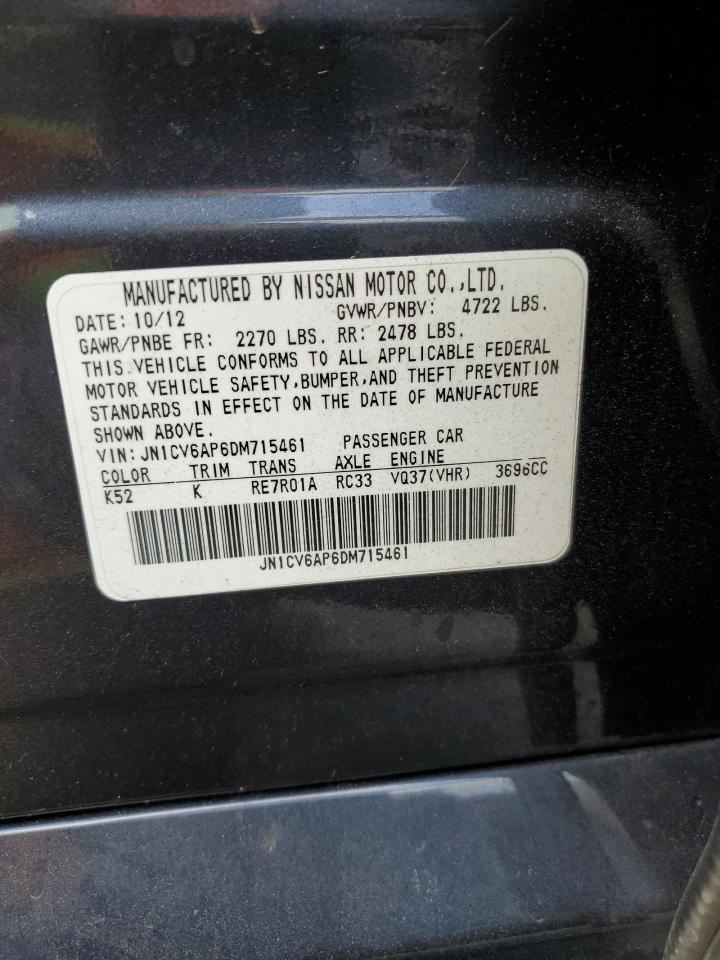 MANUFACTURED BY NISSAN MOTOR CO.,LTD.
DATE: 10/12 GVWR/PNBV: 4722 LBS.
GAWR/PNBE FR: 2270 LBS. RR: 2478 LBS.
THIS VEHICLE CONFORMS TO ALL APPLICABLE FEDERAL
MOTOR VEHICLE SAFETY,BUMPER,AND THEFT PREVENTION
STANDARDS IN EFFECT ON THE DATE OF MANUFACTURE
SHOWN ABOVE.
VIN: JN1CV6AP6DM715461 PASSENGER CAR
COLOR TRIM TRANS AXLE ENGINE
K52 K RE7R01A RC33 VQ37(VHR) 3696CC
JN1CV6AP6DM715461